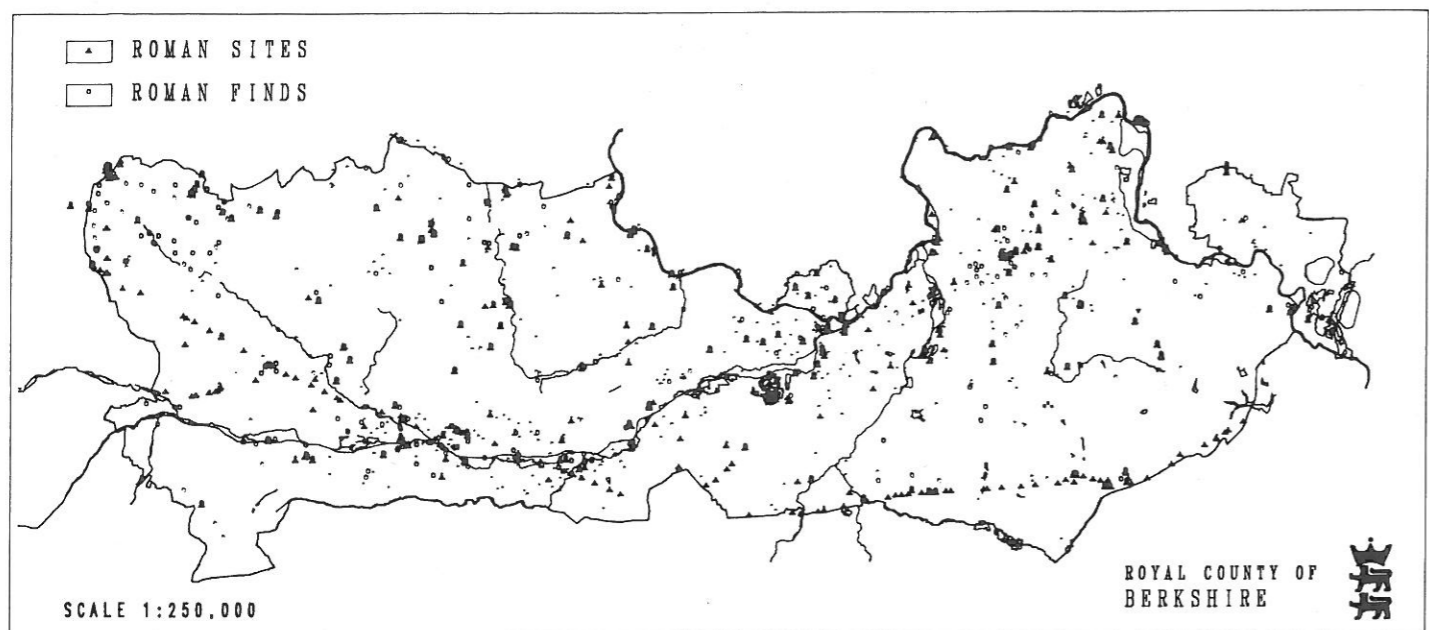 ROMAN SITES
ROMAN FINDS
SCALE 1:250,000
ROYAL COUNTY OF
BERKSHIRE